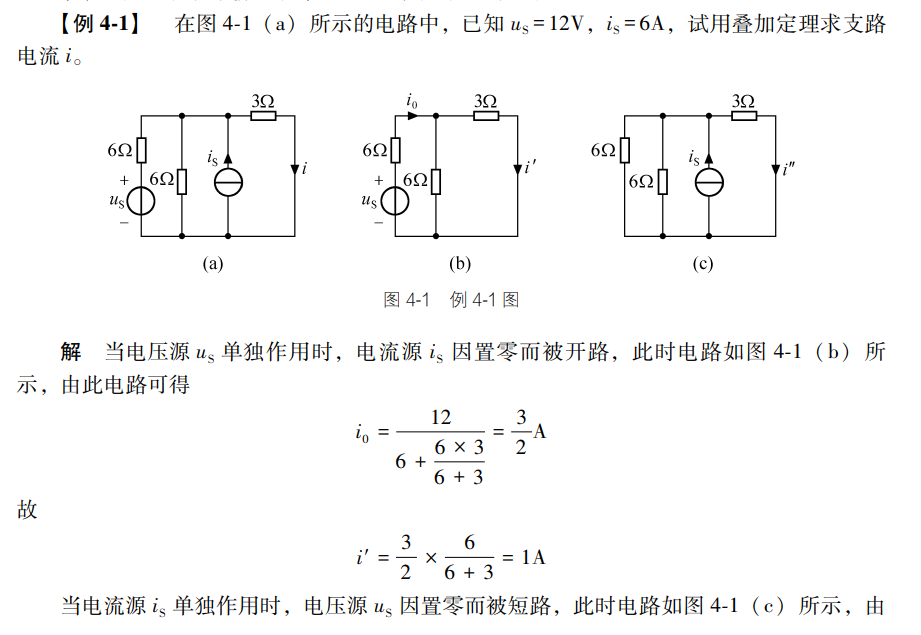 【例 4-1】 在图 4-1（a）所示的电路中，已知 uS = 12V，iS = 6A，试用叠加定理求支路
电流 i。
3Ω 6Ω 6Ω iS i + uS −
i0 3Ω 6Ω 6Ω i′ + uS −
3Ω 6Ω 6Ω iS i″
(a) (b) (c)
图 4-1 例 4-1 图
解 当电压源 uS 单独作用时，电流源 iS 因置零而被开路，此时电路如图 4-1（b）所
示，由此电路可得
i0 = 12 / (6 + (6 × 3) / (6 + 3)) = 3/2 A
故
i′ = 3/2 × 6 / (6 + 3) = 1A
当电流源 iS 单独作用时，电压源 uS 因置零而被短路，此时电路如图 4-1（c）所示，由